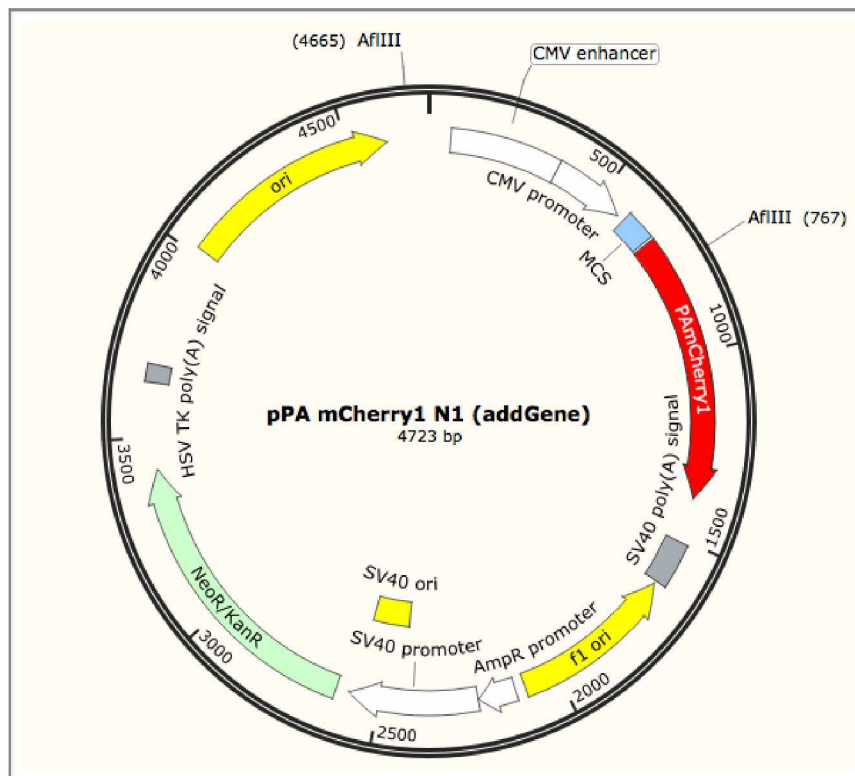 (4665) AflIII
CMV enhancer
4500
500
ori
CMV promoter
AflIII (767)
4000
MCS
1000
PAmCherry1
HSV TK poly(A) signal
pPA mCherry1 N1 (addGene)
4723 bp
SV40 poly(A) signal
3500
1500
SV40 ori
NeoR/KanR
SV40 promoter
AmpR promoter
f1 ori
3000
2000
2500